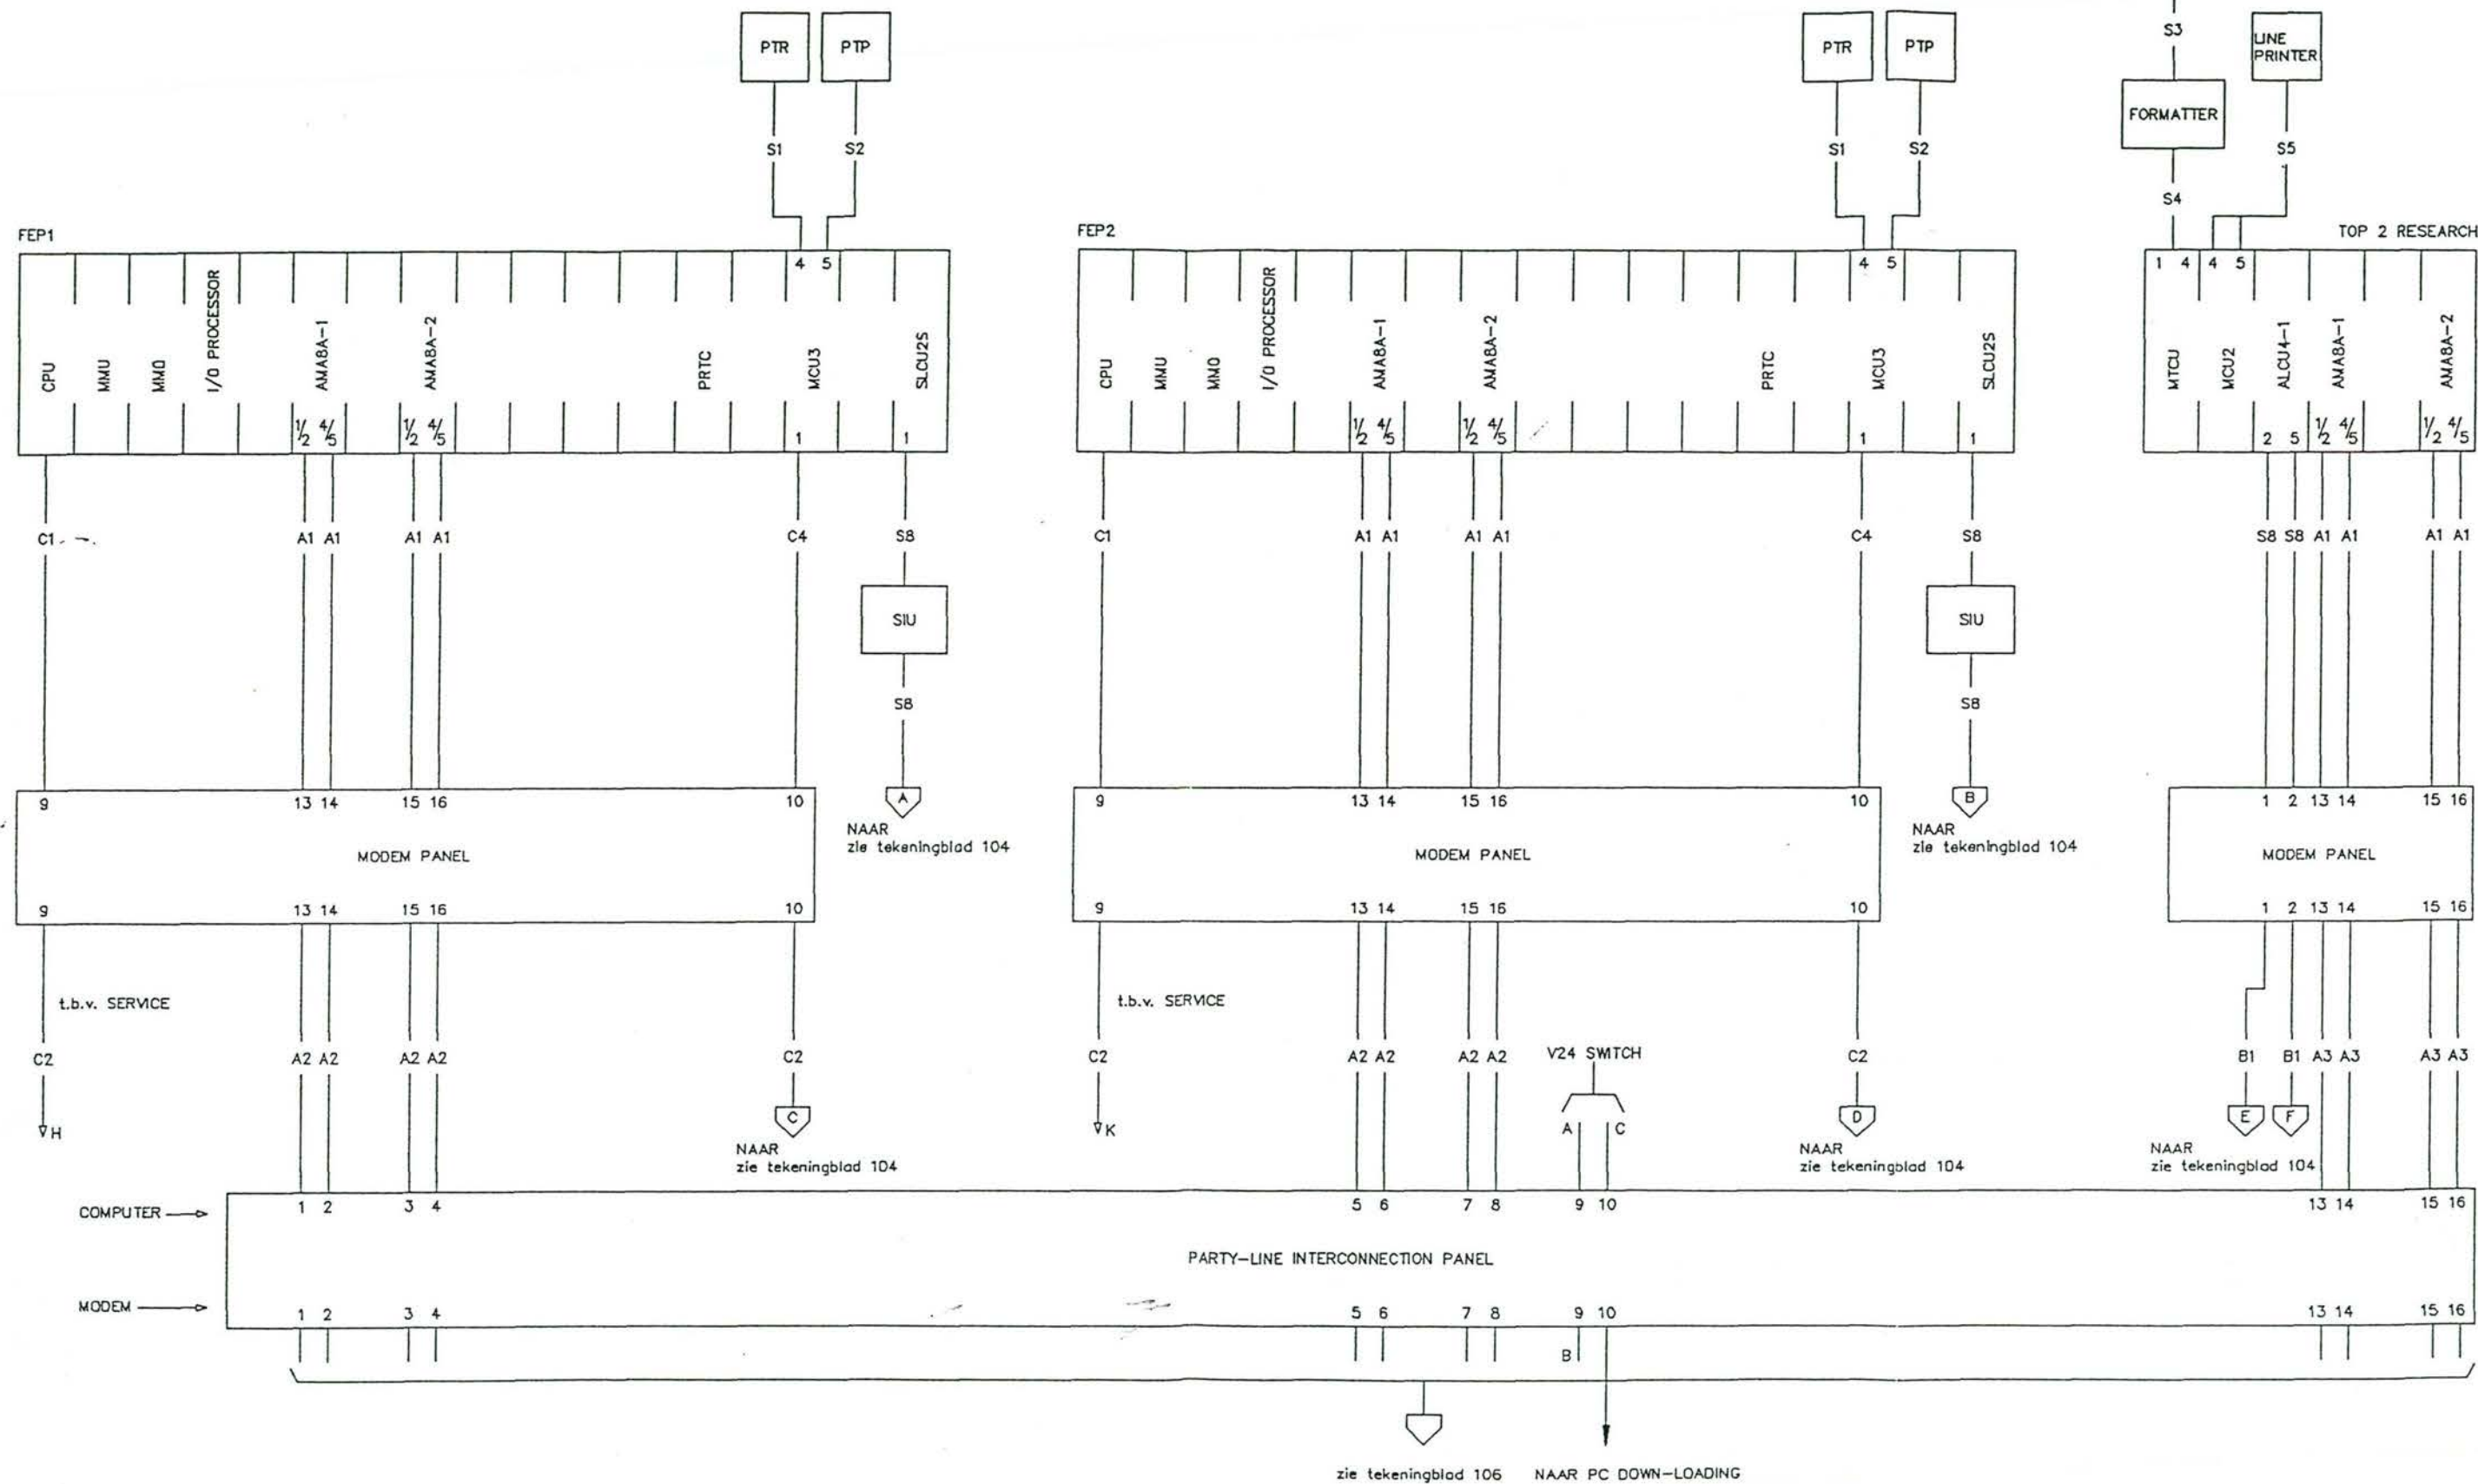 S3
PTR PTP PTR PTP LINE
PRINTER
FORMATTER
S1 S2 S1 S2 S5
S4
FEP1 FEP2 TOP 2 RESEARCH
4 5 4 5 1 4 4 5
CPU MMU MMO I/O PROCESSOR AMA8A-1 AMA8A-2 PRTC MCU3 SLCU2S
CPU MMU MMO I/O PROCESSOR AMA8A-1 AMA8A-2 PRTC MCU3 SLCU2S
MTCU MCU2 ALCU4-1 AMA8A-1 AMA8A-2
1/2 4/5 1/2 4/5 1 1 1/2 4/5 1/2 4/5 1 1 2 5 1/2 4/5 1/2 4/5
C1 A1 A1 A1 A1 C4 S8 C1 A1 A1 A1 A1 C4 S8 S8 S8 A1 A1 A1 A1
SIU SIU
S8 S8
9 13 14 15 16 10 A 9 13 14 15 16 10 B 1 2 13 14 15 16
NAAR NAAR
zie tekeningblad 104 zie tekeningblad 104
MODEM PANEL MODEM PANEL MODEM PANEL
9 13 14 15 16 10 9 13 14 15 16 10 1 2 13 14 15 16
t.b.v. SERVICE t.b.v. SERVICE
C2 A2 A2 A2 A2 C2 C2 A2 A2 A2 A2 V24 SWITCH C2 B1 B1 A3 A3 A3 A3
H C K A C D E F
NAAR NAAR NAAR
zie tekeningblad 104 zie tekeningblad 104 zie tekeningblad 104
COMPUTER 1 2 3 4 5 6 7 8 9 10 13 14 15 16
PARTY-LINE INTERCONNECTION PANEL
MODEM 1 2 3 4 5 6 7 8 9 10 13 14 15 16
B
zie tekeningblad 106 NAAR PC DOWN-LOADING